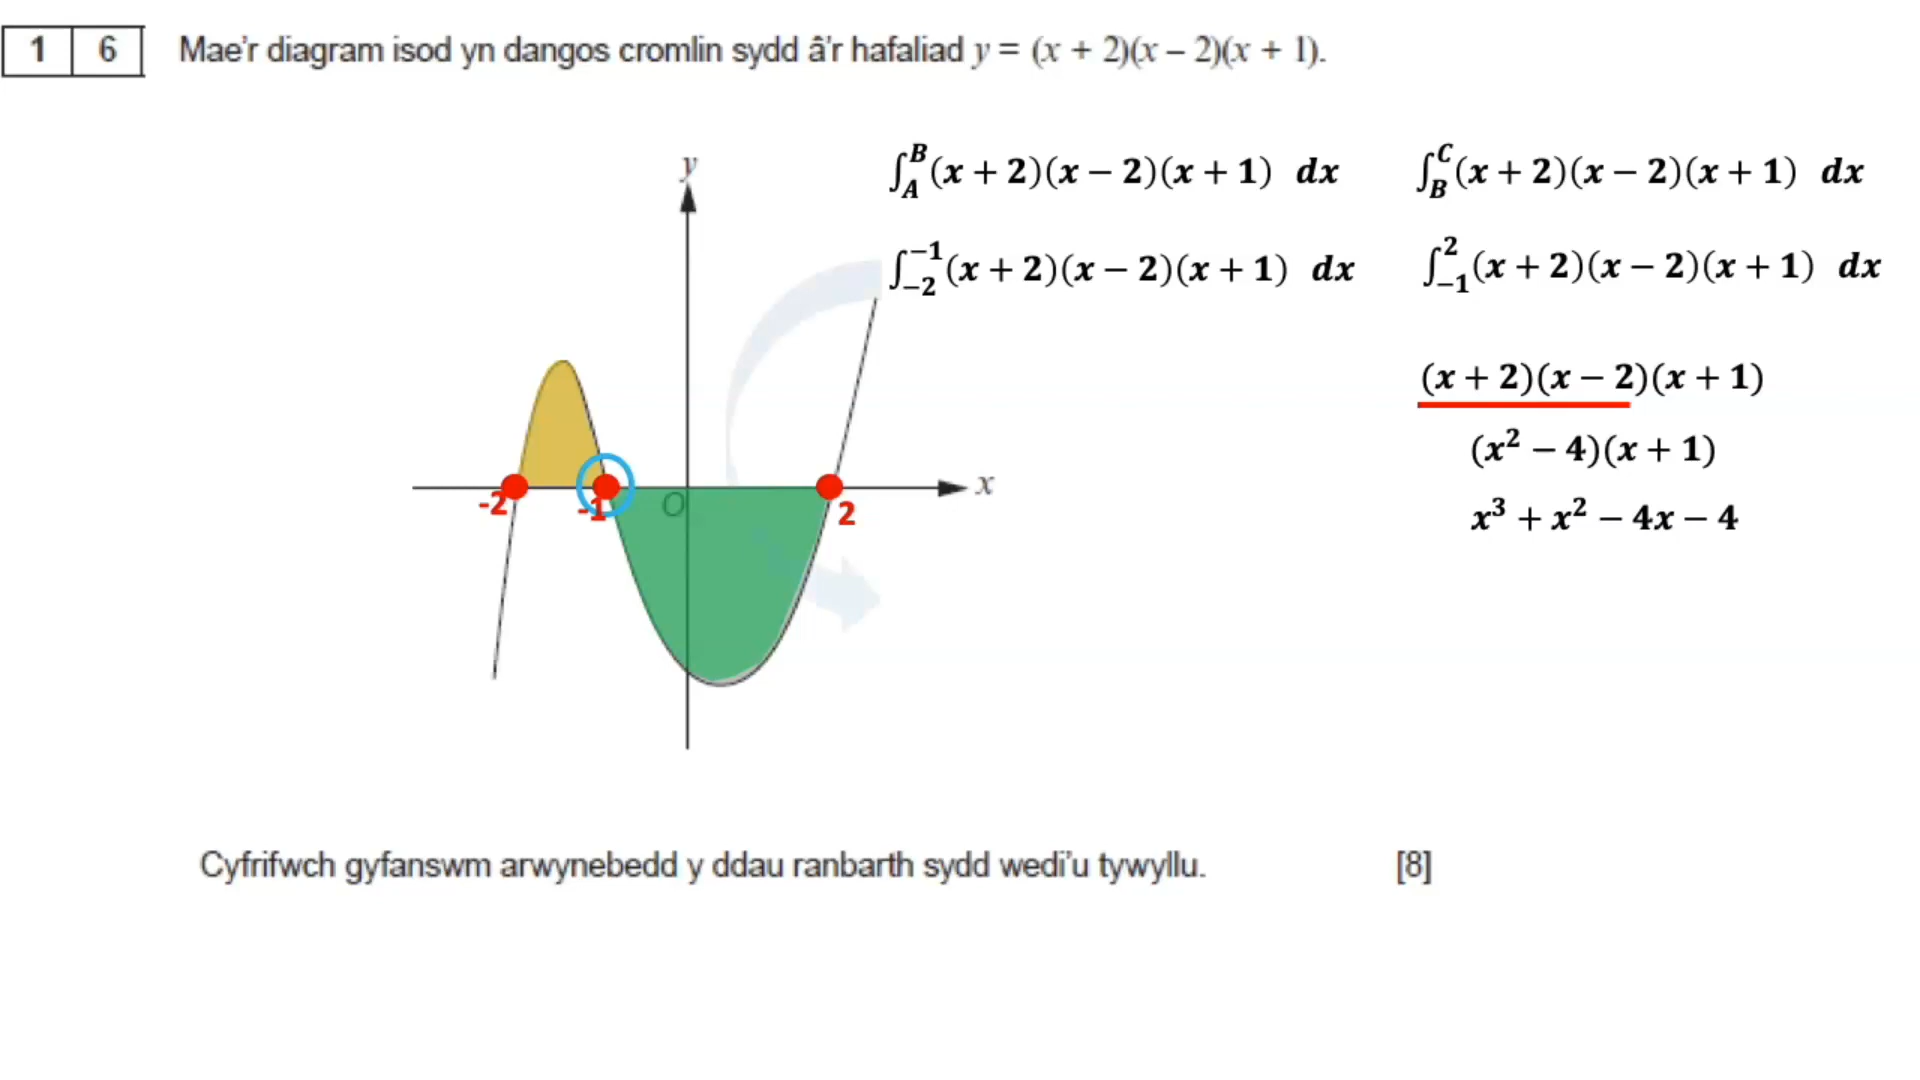 1 6 Mae'r diagram isod yn dangos cromlin sydd â'r hafaliad y = (x + 2)(x – 2)(x + 1).
y
∫_A^B (x + 2)(x − 2)(x + 1) dx
∫_B^C (x + 2)(x − 2)(x + 1) dx
∫_{−2}^{−1} (x + 2)(x − 2)(x + 1) dx
∫_{−1}^{2} (x + 2)(x − 2)(x + 1) dx
(x + 2)(x − 2)(x + 1)
(x² − 4)(x + 1)
x³ + x² − 4x − 4
-2 -1 O 2 x
Cyfrifwch gyfanswm arwynebedd y ddau ranbarth sydd wedi'u tywyllu. [8]